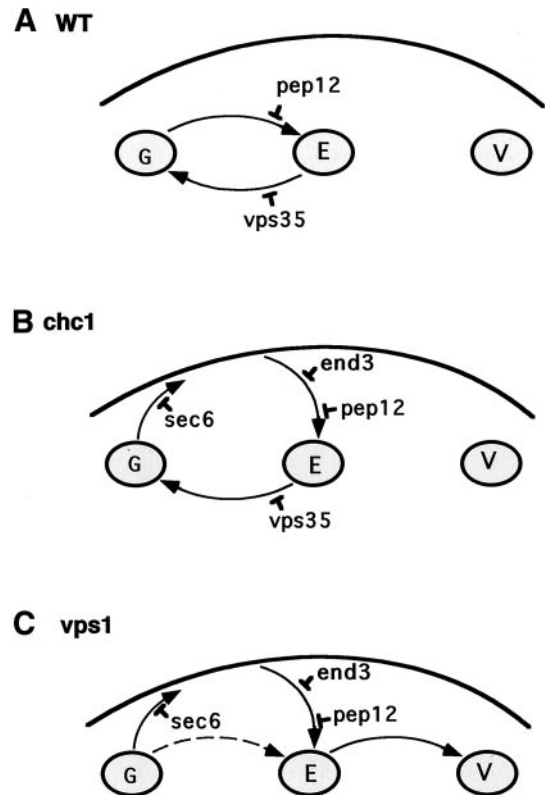 A WT
pep12
G E V
vps35
B chc1
end3
pep12
sec6
G E V
vps35
C vps1
end3
pep12
sec6
G E V